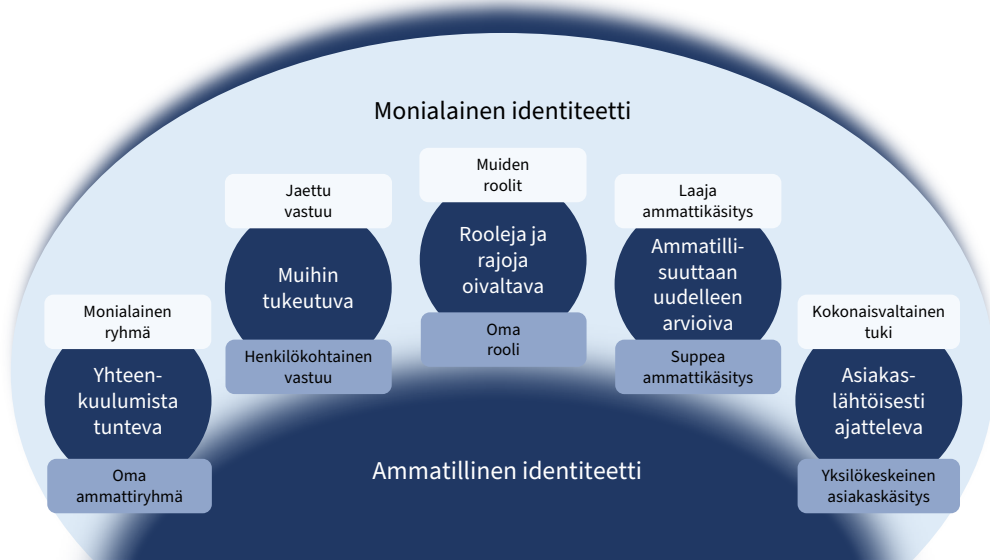 Monialainen identiteetti
Monialainen
ryhmä
Yhteen-
kuulumista
tunteva
Oma
ammattiryhmä
Jaettu
vastuu
Muihin
tukeutuva
Henkilökohtainen
vastuu
Muiden
roolit
Rooleja ja
rajoja
oivaltava
Oma
rooli
Laaja
ammattikäsitys
Ammatilli-
suuttaan
uudelleen
arvioiva
Suppea
ammattikäsitys
Kokonaisvaltainen
tuki
Asiakas-
lähtöisesti
ajatteleva
Yksilökeskeinen
asiakaskäsitys
Ammatillinen identiteetti